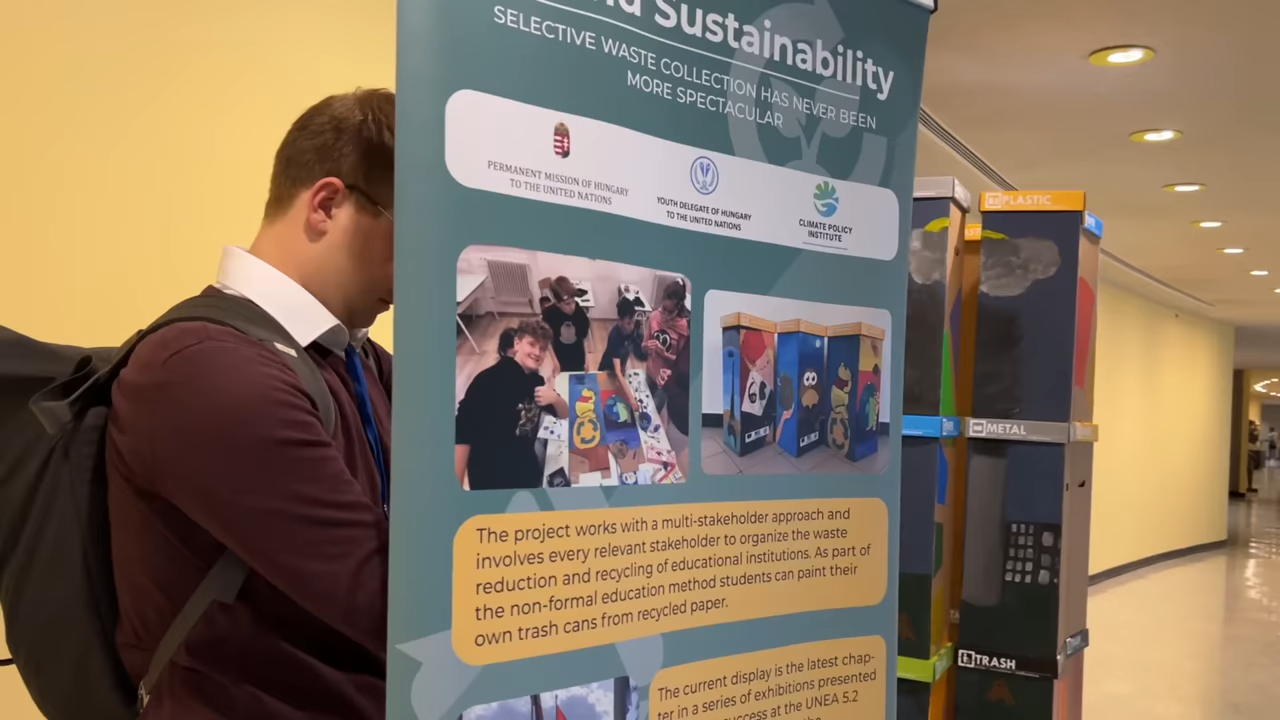 Sustainability
SELECTIVE WASTE COLLECTION HAS NEVER BEEN
MORE SPECTACULAR
PERMANENT MISSION OF HUNGARY
TO THE UNITED NATIONS
YOUTH DELEGATE OF HUNGARY
TO THE UNITED NATIONS
CLIMATE POLICY
INSTITUTE
The project works with a multi-stakeholder approach and
involves every relevant stakeholder to organize the waste
reduction and recycling of educational institutions. As part of
the non-formal education method students can paint their
own trash cans from recycled paper.
The current display is the latest chap-
ter in a series of exhibitions presented
success at the UNEA 5.2
PLASTIC
METAL
TRASH